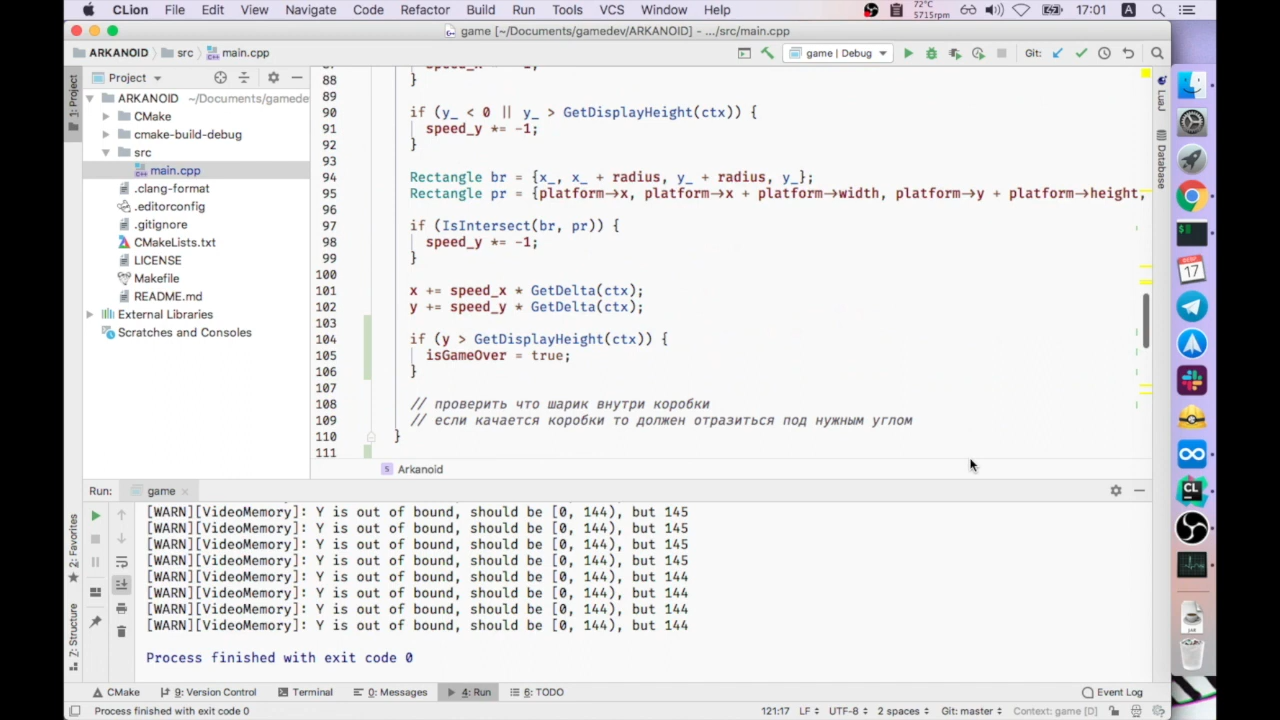 CLion File Edit View Navigate Code Refactor Build Run Tools VCS Window Help 72°C 5715rpm 17:01 A
game [~/Documents/gamedev/ARKANOID] - .../src/main.cpp
ARKANOID src main.cpp game | Debug Git:
1: Project
Project
ARKANOID ~/Documents/gamede
CMake
cmake-build-debug
src
main.cpp
.clang-format
.editorconfig
.gitignore
CMakeLists.txt
LICENSE
Makefile
README.md
External Libraries
Scratches and Consoles
88 }
89
90 if (y_ < 0 || y_ > GetDisplayHeight(ctx)) {
91 speed_y *= -1;
92 }
93
94 Rectangle br = {x_, x_ + radius, y_ + radius, y_};
95 Rectangle pr = {platform->x, platform->x + platform->width, platform->y + platform->height,
96
97 if (IsIntersect(br, pr)) {
98 speed_y *= -1;
99 }
100
101 x += speed_x * GetDelta(ctx);
102 y += speed_y * GetDelta(ctx);
103
104 if (y > GetDisplayHeight(ctx)) {
105 isGameOver = true;
106 }
107
108 // проверить что шарик внутри коробки
109 // если качается коробки то должен отразиться под нужным углом
110 }
111
S Arkanoid
LuaJ
Database
17
CL
Run: game
[WARN][VideoMemory]: Y is out of bound, should be [0, 144), but 145
[WARN][VideoMemory]: Y is out of bound, should be [0, 144), but 145
[WARN][VideoMemory]: Y is out of bound, should be [0, 144), but 145
[WARN][VideoMemory]: Y is out of bound, should be [0, 144), but 145
[WARN][VideoMemory]: Y is out of bound, should be [0, 144), but 144
[WARN][VideoMemory]: Y is out of bound, should be [0, 144), but 144
[WARN][VideoMemory]: Y is out of bound, should be [0, 144), but 144
[WARN][VideoMemory]: Y is out of bound, should be [0, 144), but 144
Process finished with exit code 0
2: Favorites
7: Structure
CMake 9: Version Control Terminal 0: Messages 4: Run 6: TODO Event Log
Process finished with exit code 0 121:17 LF UTF-8 2 spaces Git: master Context: game [D]